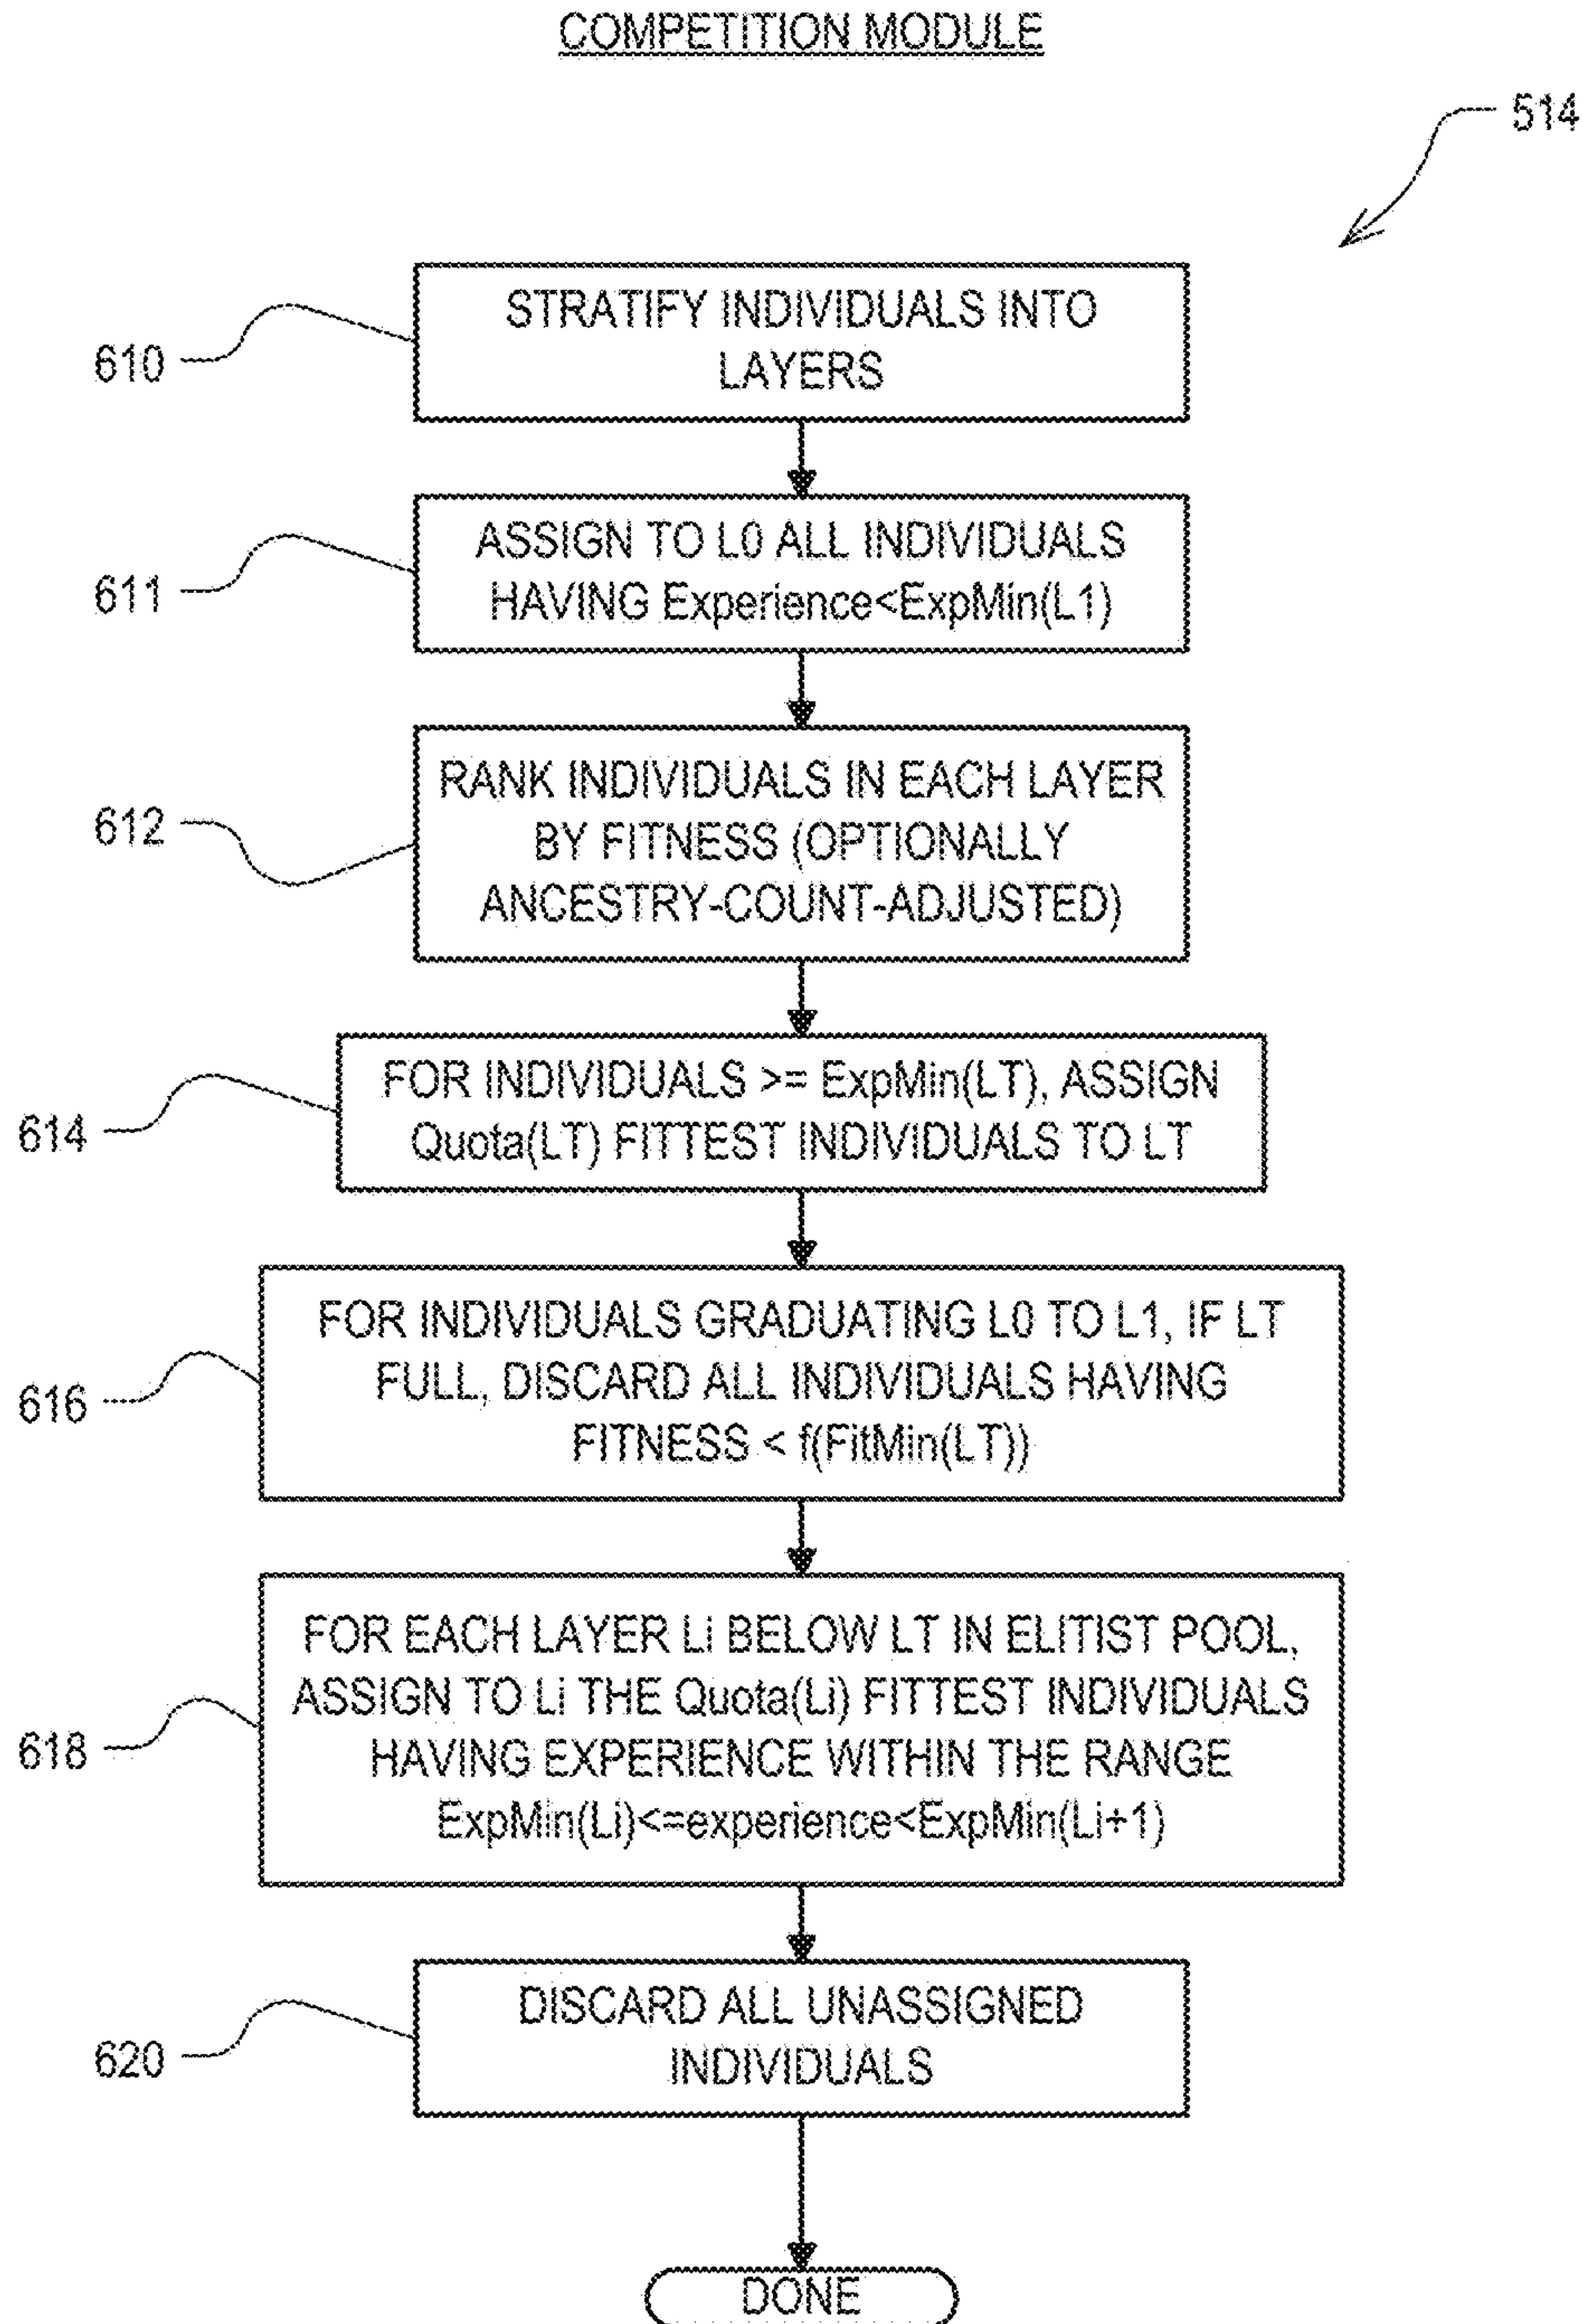 COMPETITION MODULE
514
610
STRATIFY INDIVIDUALS INTO
LAYERS
611
ASSIGN TO L0 ALL INDIVIDUALS
HAVING Experience<ExpMin(L1)
612
RANK INDIVIDUALS IN EACH LAYER
BY FITNESS (OPTIONALLY
ANCESTRY-COUNT-ADJUSTED)
614
FOR INDIVIDUALS >= ExpMin(LT), ASSIGN
Quota(LT) FITTEST INDIVIDUALS TO LT
616
FOR INDIVIDUALS GRADUATING L0 TO L1, IF LT
FULL, DISCARD ALL INDIVIDUALS HAVING
FITNESS < f(FitMin(LT))
618
FOR EACH LAYER Li BELOW LT IN ELITIST POOL,
ASSIGN TO Li THE Quota(Li) FITTEST INDIVIDUALS
HAVING EXPERIENCE WITHIN THE RANGE
ExpMin(Li)<=experience<ExpMin(Li+1)
620
DISCARD ALL UNASSIGNED
INDIVIDUALS
DONE